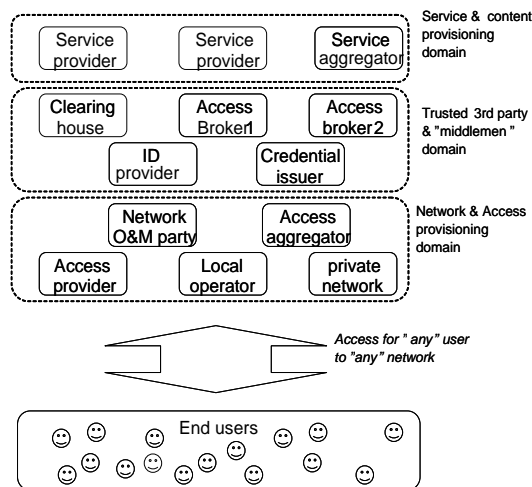 Service provider
Service provider
Service aggregator
Service & content provisioning domain
Clearing house
Access Broker1
Access broker2
ID provider
Credential issuer
Trusted 3rd party & "middlemen " domain
Network O&M party
Access aggregator
Access provider
Local operator
private network
Network & Access provisioning domain
Access for " any" user to "any" network
End users